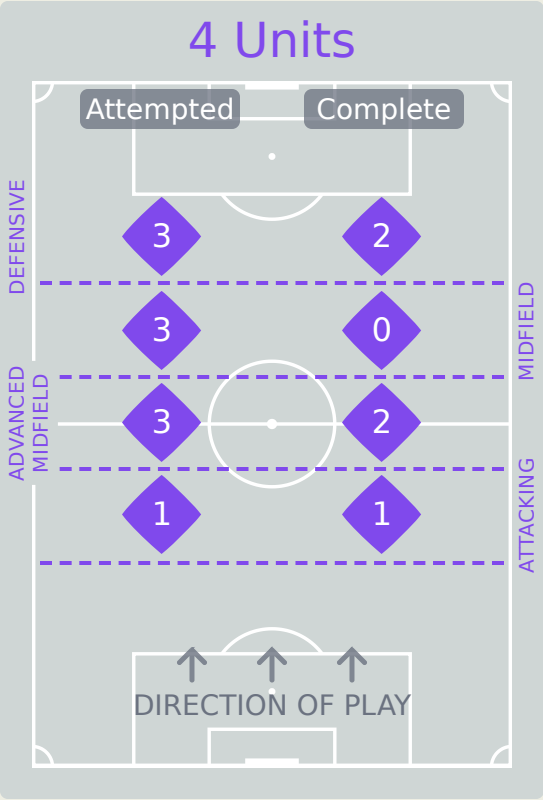 4 Units
Attempted Complete
DEFENSIVE
3 2
MIDFIELD
3 0
ADVANCED
MIDFIELD
3 2
ATTACKING
1 1
DIRECTION OF PLAY